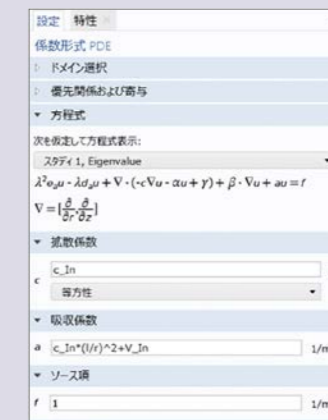 設定 特性
係数形式 PDE
ドメイン選択
優先関係および寄与
方程式
次を仮定して方程式表示:
スタディ 1, Eigenvalue
λ²eₐu - λdₐu + ∇·(-c∇u - αu + γ) + β·∇u + au = f
∇ = [∂/∂r, ∂/∂z]
拡散係数
c c_In
等方性
吸収係数
a c_In*(l/r)^2+V_In 1/m
ソース項
f 1 1/m